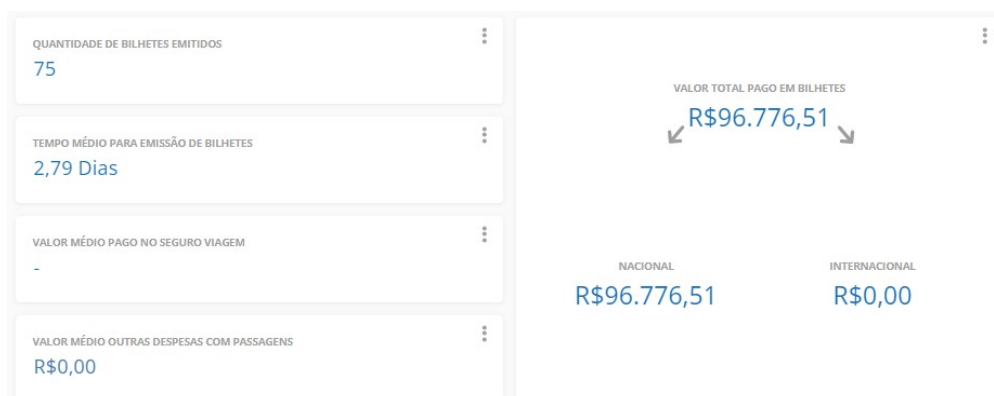 QUANTIDADE DE BILHETES EMITIDOS
75
TEMPO MÉDIO PARA EMISSÃO DE BILHETES
2,79 Dias
VALOR MÉDIO PAGO NO SEGURO VIAGEM
-
VALOR MÉDIO OUTRAS DESPESAS COM PASSAGENS
R$0,00
VALOR TOTAL PAGO EM BILHETES
R$96.776,51
NACIONAL
R$96.776,51
INTERNACIONAL
R$0,00